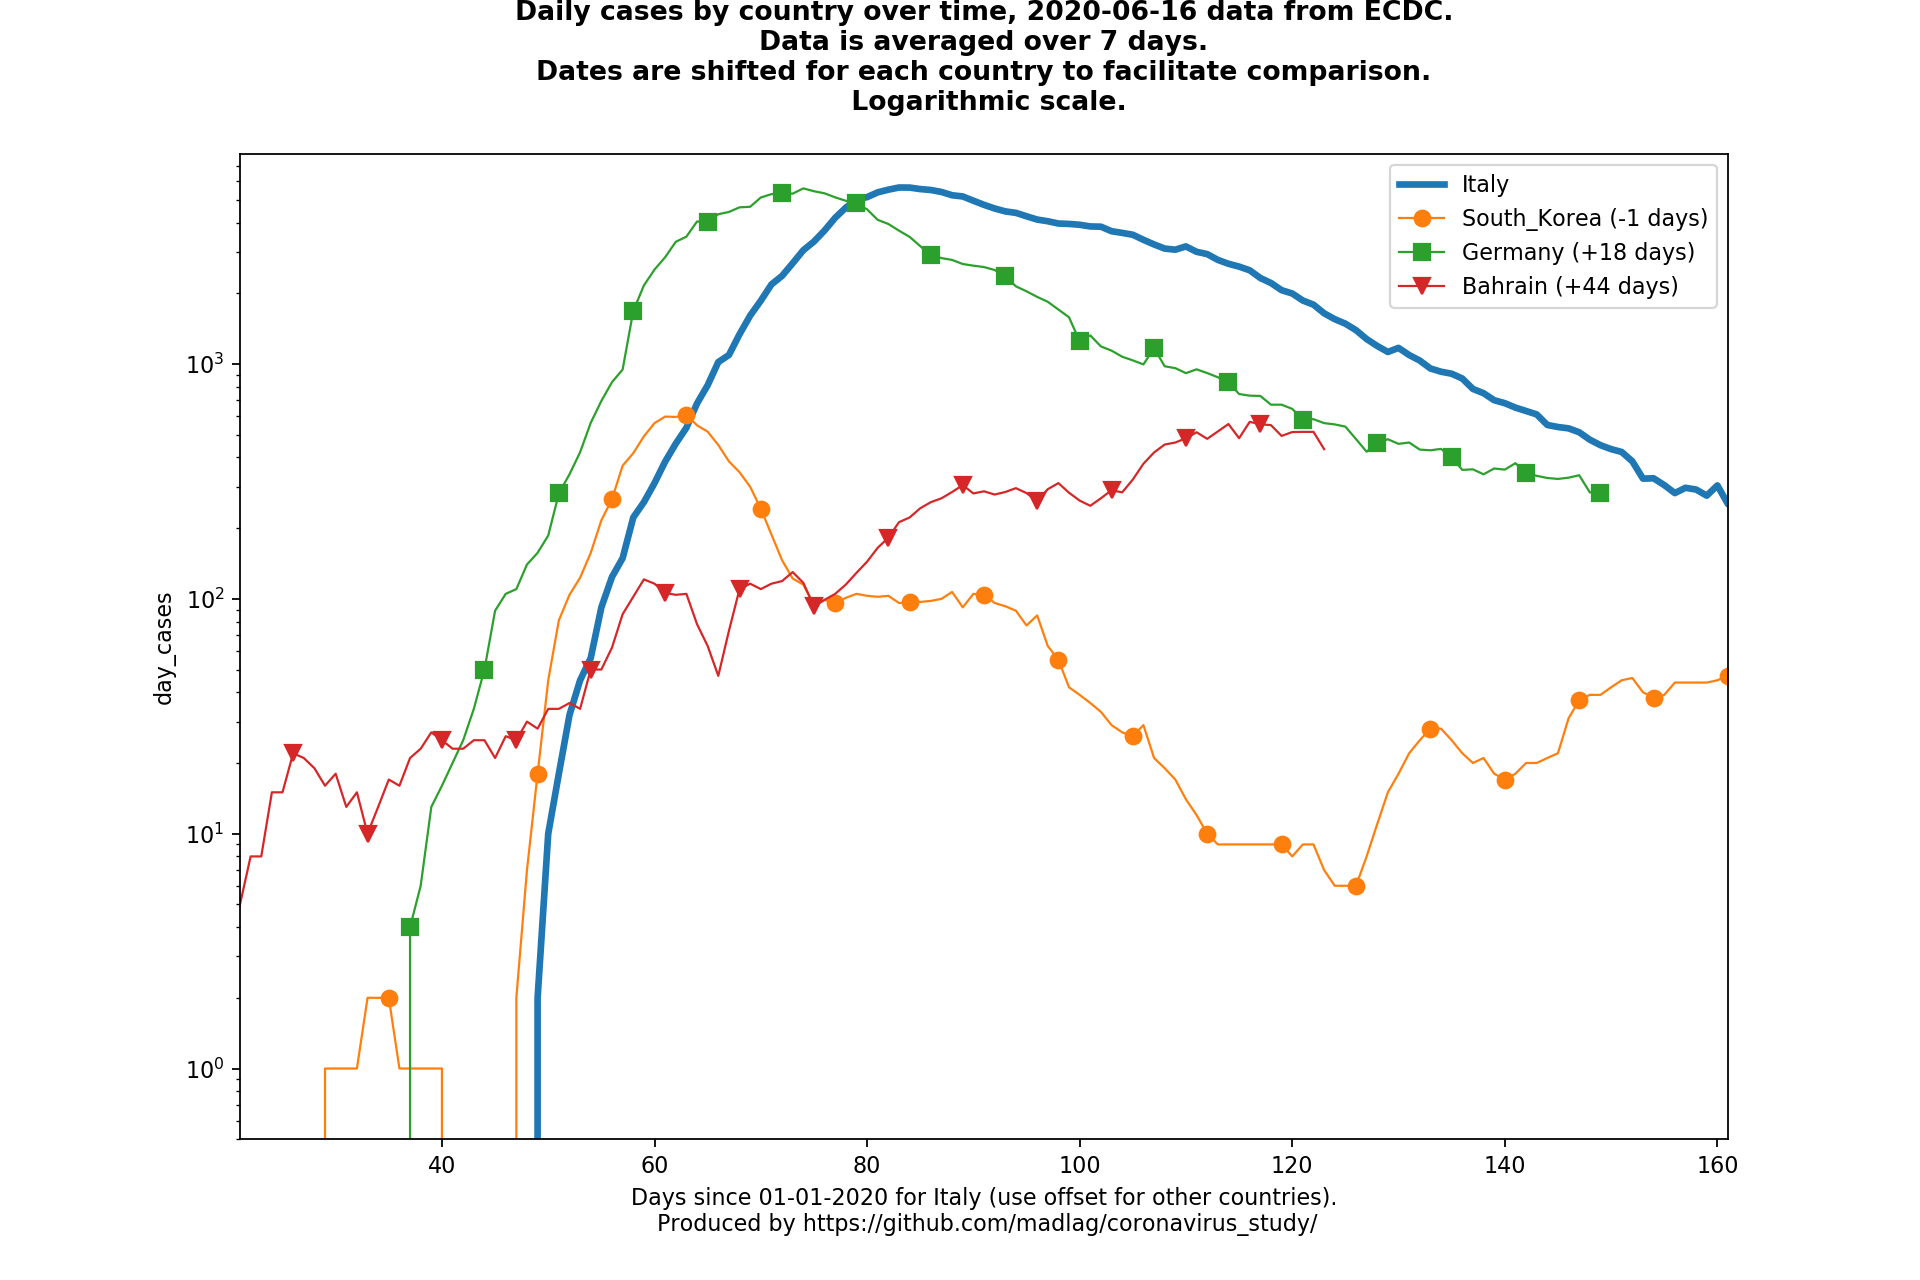 Daily cases by country over time, 2020-06-16 data from ECDC.
Data is averaged over 7 days.
Dates are shifted for each country to facilitate comparison.
Logarithmic scale.
Italy
South_Korea (-1 days)
Germany (+18 days)
Bahrain (+44 days)
day_cases
10³
10²
10¹
10⁰
40 60 80 100 120 140 160
Days since 01-01-2020 for Italy (use offset for other countries).
Produced by https://github.com/madlag/coronavirus_study/